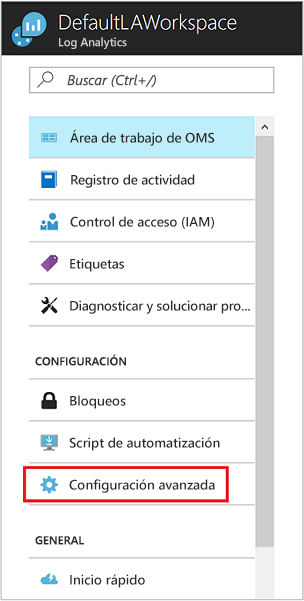 DefaultLAWorkspace
Log Analytics
Buscar (Ctrl+/)
Área de trabajo de OMS
Registro de actividad
Control de acceso (IAM)
Etiquetas
Diagnosticar y solucionar pro...
CONFIGURACIÓN
Bloqueos
Script de automatización
Configuración avanzada
GENERAL
Inicio rápido